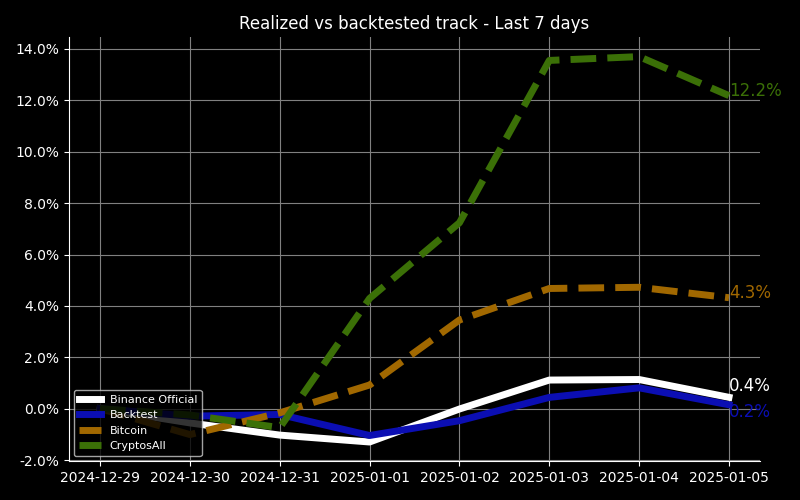 Realized vs backtested track - Last 7 days
14.0%
12.0%
10.0%
8.0%
6.0%
4.0%
2.0%
0.0%
-2.0%
12.2%
4.3%
0.4%
0.2%
Binance Official
Backtest
Bitcoin
CryptosAll
2024-12-29 2024-12-30 2024-12-31 2025-01-01 2025-01-02 2025-01-03 2025-01-04 2025-01-05